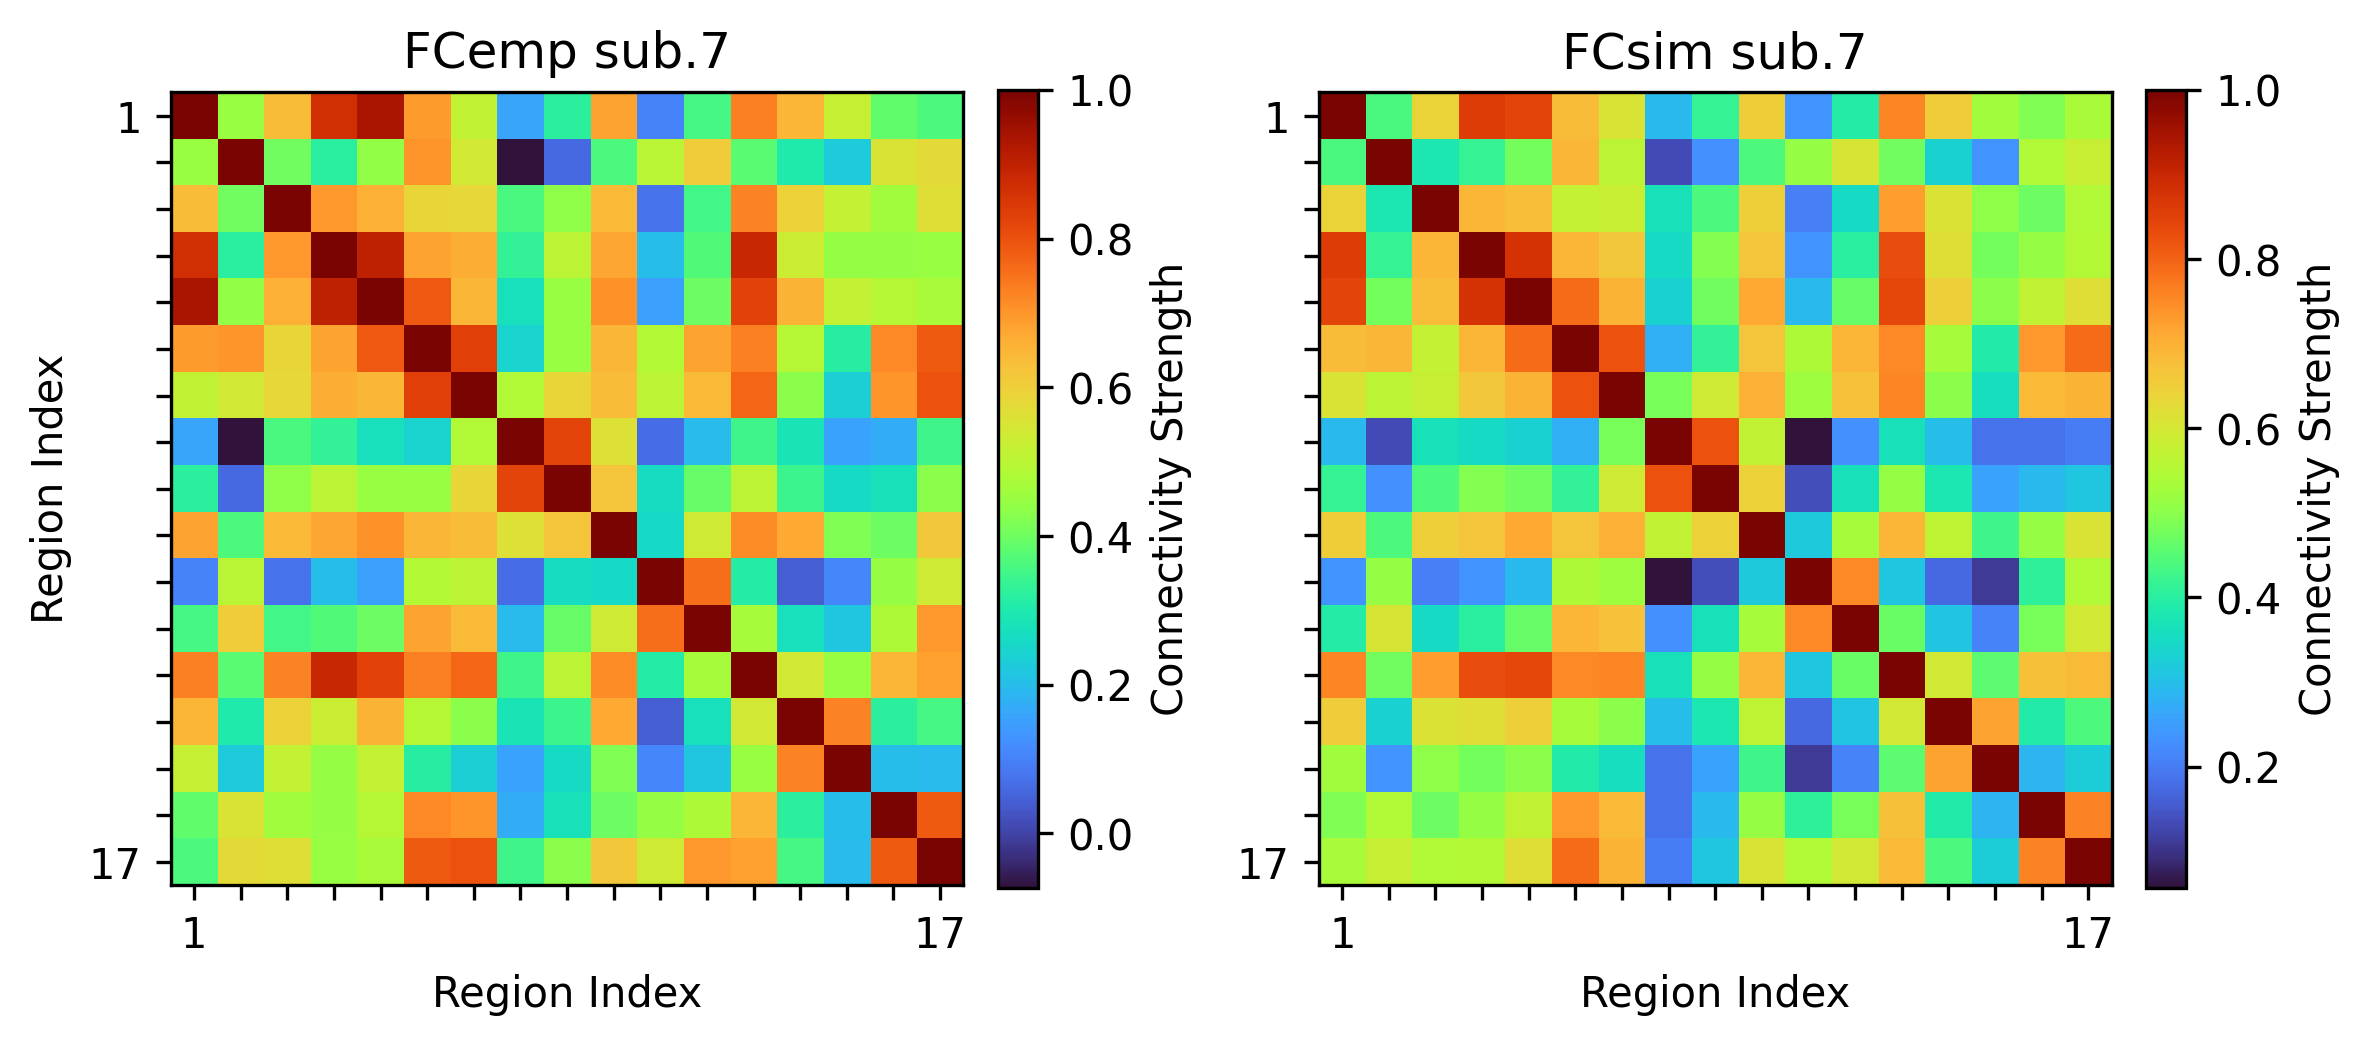 FCemp sub.7
1
17
Region Index
1
17
Region Index
1.0
0.8
0.6
0.4
0.2
0.0
Connectivity Strength
FCsim sub.7
1
17
1
17
Region Index
1.0
0.8
0.6
0.4
0.2
Connectivity Strength